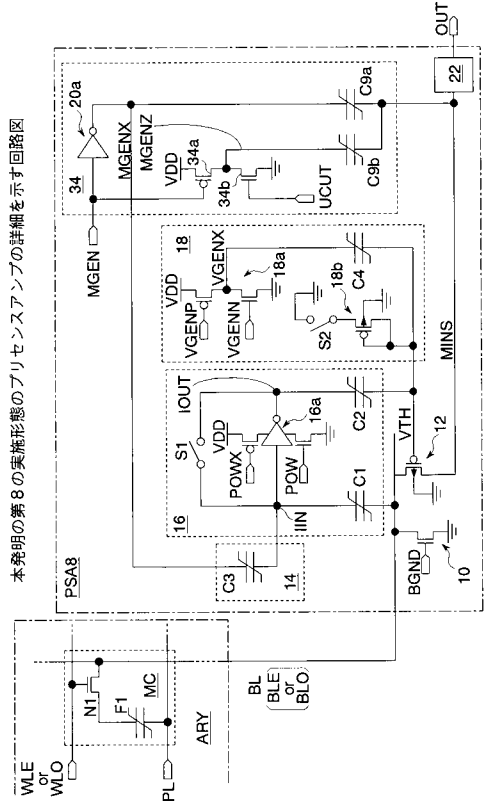 本発明の第8の実施形態のプリセンスアンプの詳細を示す回路図
WLE
or
WLO
PL
N1
F1
MC
ARY
BL
BLE
or
BLO
PSA8
MGEN
34
20a
MGENX
MGENZ
VDD
34a
34b
UCUT
C9a
C9b
22
OUT
18
VDD
VGENP
VGENX
VGENN
18a
S2
18b
C4
16
S1
IOUT
VDD
POWX
POW
16a
IIN
C1
C2
C3
14
VTH
MINS
12
BGND
10